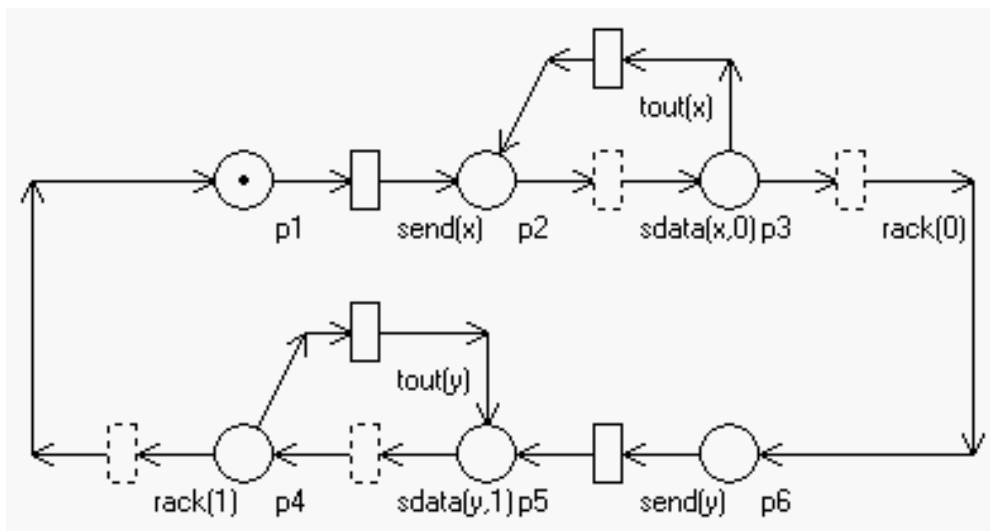 tout(x)
p1 send(x) p2 sdata(x,0) p3 rack(0)
tout(y)
rack(1) p4 sdata(y,1) p5 send(y) p6